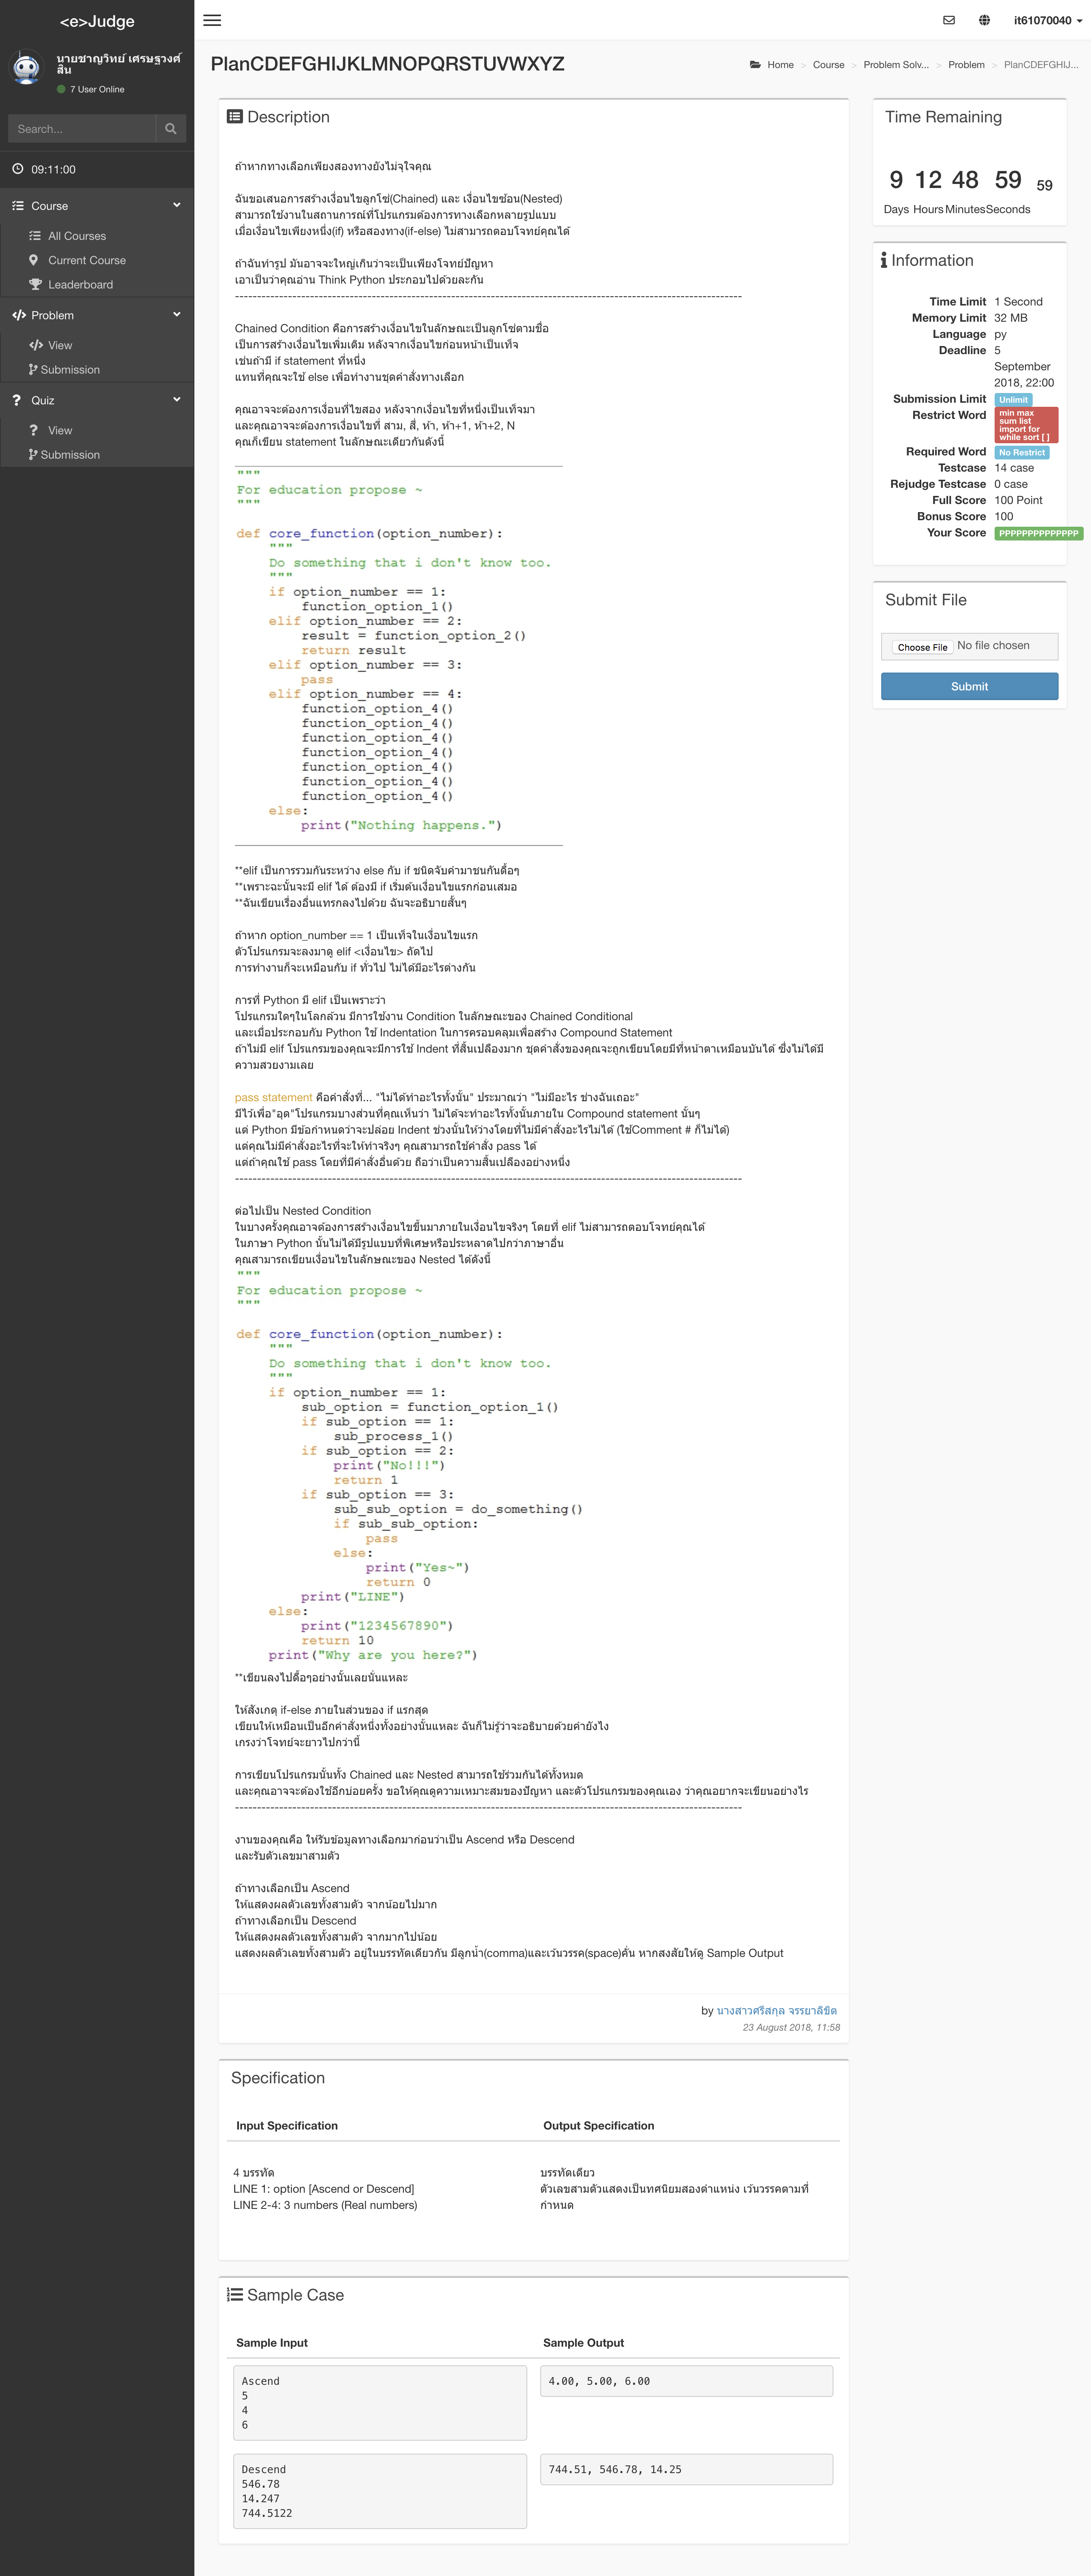 <e>Judge
นายชาญวิทย์ เศรษฐวงศ์
สิน
7 User Online
Search...
09:11:00
Course
All Courses
Current Course
Leaderboard
Problem
View
Submission
Quiz
View
Submission
it61070040
PlanCDEFGHIJKLMNOPQRSTUVWXYZ
Home > Course > Problem Solv... > Problem > PlanCDEFGHIJ...
Description
ถ้าหากทางเลือกเพียงสองทางยังไม่จุใจคุณ
ฉันขอเสนอการสร้างเงื่อนไขลูกโซ่(Chained) และ เงื่อนไขซ้อน(Nested)
สามารถใช้งานในสถานการณ์ที่โปรแกรมต้องการทางเลือกหลายรูปแบบ
เมื่อเงื่อนไขเพียงหนึ่ง(if) หรือสองทาง(if-else) ไม่สามารถตอบโจทย์คุณได้
ถ้าฉันทำรูป มันอาจจะใหญ่เกินว่าจะเป็นเพียงโจทย์ปัญหา
เอาเป็นว่าคุณอ่าน Think Python ประกอบไปด้วยละกัน
--------------------------------------------------------------------------------------------------------------------
Chained Condition คือการสร้างเงื่อนไขในลักษณะเป็นลูกโซ่ตามชื่อ
เป็นการสร้างเงื่อนไขเพิ่มเติม หลังจากเงื่อนไขก่อนหน้าเป็นเท็จ
เช่นถ้ามี if statement ที่หนึ่ง
แทนที่คุณจะใช้ else เพื่อทำงานชุดคำสั่งทางเลือก
คุณอาจจะต้องการเงื่อนที่ไขสอง หลังจากเงื่อนไขที่หนึ่งเป็นเท็จมา
และคุณอาจจะต้องการเงื่อนไขที่ สาม, สี่, ห้า, ห้า+1, ห้า+2, N
คุณก็เขียน statement ในลักษณะเดียวกันดังนี้
"""
For education propose ~
"""
def core_function(option_number):
"""
Do something that i don't know too.
"""
if option_number == 1:
function_option_1()
elif option_number == 2:
result = function_option_2()
return result
elif option_number == 3:
pass
elif option_number == 4:
function_option_4()
function_option_4()
function_option_4()
function_option_4()
function_option_4()
function_option_4()
function_option_4()
else:
print("Nothing happens.")
**elif เป็นการรวมกันระหว่าง else กับ if ชนิดจับคำมาชนกันดื้อๆ
**เพราะฉะนั้นจะมี elif ได้ ต้องมี if เริ่มต้นเงื่อนไขแรกก่อนเสมอ
**ฉันเขียนเรื่องอื่นแทรกลงไปด้วย ฉันจะอธิบายสั้นๆ
ถ้าหาก option_number == 1 เป็นเท็จในเงื่อนไขแรก
ตัวโปรแกรมจะลงมาดู elif <เงื่อนไข> ถัดไป
การทำงานก็จะเหมือนกับ if ทั่วไป ไม่ได้มีอะไรต่างกัน
การที่ Python มี elif เป็นเพราะว่า
โปรแกรมใดๆในโลกล้วน มีการใช้งาน Condition ในลักษณะของ Chained Conditional
และเมื่อประกอบกับ Python ใช้ Indentation ในการครอบคลุมเพื่อสร้าง Compound Statement
ถ้าไม่มี elif โปรแกรมของคุณจะมีการใช้ Indent ที่สิ้นเปลืองมาก ชุดคำสั่งของคุณจะถูกเขียนโดยมีที่หน้าตาเหมือนบันได้ ซึ่งไม่ได้มี
ความสวยงามเลย
pass statement คือคำสั่งที่... "ไม่ได้ทำอะไรทั้งนั้น" ประมาณว่า "ไม่มีอะไร ช่างฉันเถอะ"
มีไว้เพื่อ"อุด"โปรแกรมบางส่วนที่คุณเห็นว่า ไม่ได้จะทำอะไรทั้งนั้นภายใน Compound statement นั้นๆ
แต่ Python มีข้อกำหนดว่าจะปล่อย Indent ช่วงนั้นให้ว่างโดยที่ไม่มีคำสั่งอะไรไม่ได้ (ใช้Comment # ก็ไม่ได้)
แต่คุณไม่มีคำสั่งอะไรที่จะให้ทำจริงๆ คุณสามารถใช้คำสั่ง pass ได้
แต่ถ้าคุณใช้ pass โดยที่มีคำสั่งอื่นด้วย ถือว่าเป็นความสิ้นเปลืองอย่างหนึ่ง
--------------------------------------------------------------------------------------------------------------------
ต่อไปเป็น Nested Condition
ในบางครั้งคุณอาจต้องการสร้างเงื่อนไขขึ้นมาภายในเงื่อนไขจริงๆ โดยที่ elif ไม่สามารถตอบโจทย์คุณได้
ในภาษา Python นั้นไม่ได้มีรูปแบบที่พิเศษหรือประหลาดไปกว่าภาษาอื่น
คุณสามารถเขียนเงื่อนไขในลักษณะของ Nested ได้ดังนี้
"""
For education propose ~
"""
def core_function(option_number):
"""
Do something that i don't know too.
"""
if option_number == 1:
sub_option = function_option_1()
if sub_option == 1:
sub_process_1()
if sub_option == 2:
print("No!!!")
return 1
if sub_option == 3:
sub_sub_option = do_something()
if sub_sub_option:
pass
else:
print("Yes~")
return 0
print("LINE")
else:
print("1234567890")
return 10
print("Why are you here?")
**เขียนลงไปดื้อๆอย่างนั้นเลยนั่นแหละ
ให้สังเกตุ if-else ภายในส่วนของ if แรกสุด
เขียนให้เหมือนเป็นอีกคำสั่งหนึ่งทั้งอย่างนั้นแหละ ฉันก็ไม่รู้ว่าจะอธิบายด้วยคำยังไง
เกรงว่าโจทย์จะยาวไปกว่านี้
การเขียนโปรแกรมนั้นทั้ง Chained และ Nested สามารถใช้ร่วมกันได้ทั้งหมด
และคุณอาจจะต้องใช้อีกบ่อยครั้ง ขอให้คุณดูความเหมาะสมของปัญหา และตัวโปรแกรมของคุณเอง ว่าคุณอยากจะเขียนอย่างไร
--------------------------------------------------------------------------------------------------------------------
งานของคุณคือ ให้รับข้อมูลทางเลือกมาก่อนว่าเป็น Ascend หรือ Descend
และรับตัวเลขมาสามตัว
ถ้าทางเลือกเป็น Ascend
ให้แสดงผลตัวเลขทั้งสามตัว จากน้อยไปมาก
ถ้าทางเลือกเป็น Descend
ให้แสดงผลตัวเลขทั้งสามตัว จากมากไปน้อย
แสดงผลตัวเลขทั้งสามตัว อยู่ในบรรทัดเดียวกัน มีลูกน้ำ(comma)และเว้นวรรค(space)คั่น หากสงสัยให้ดู Sample Output
by นางสาวศรีสกุล จรรยาลิขิต
23 August 2018, 11:58
Specification
Input Specification
4 บรรทัด
LINE 1: option [Ascend or Descend]
LINE 2-4: 3 numbers (Real numbers)
Output Specification
บรรทัดเดียว
ตัวเลขสามตัวแสดงเป็นทศนิยมสองตำแหน่ง เว้นวรรคตามที่
กำหนด
Sample Case
Sample Input
Sample Output
Ascend
5
4
6
4.00, 5.00, 6.00
Descend
546.78
14.247
744.5122
744.51, 546.78, 14.25
Time Remaining
9 12 48 59 59
Days Hours Minutes Seconds
Information
Time Limit 1 Second
Memory Limit 32 MB
Language py
Deadline 5
September
2018, 22:00
Submission Limit Unlimit
Restrict Word min max
sum list
import for
while sort [ ]
Required Word No Restrict
Testcase 14 case
Rejudge Testcase 0 case
Full Score 100 Point
Bonus Score 100
Your Score PPPPPPPPPPPPPP
Submit File
Choose File No file chosen
Submit